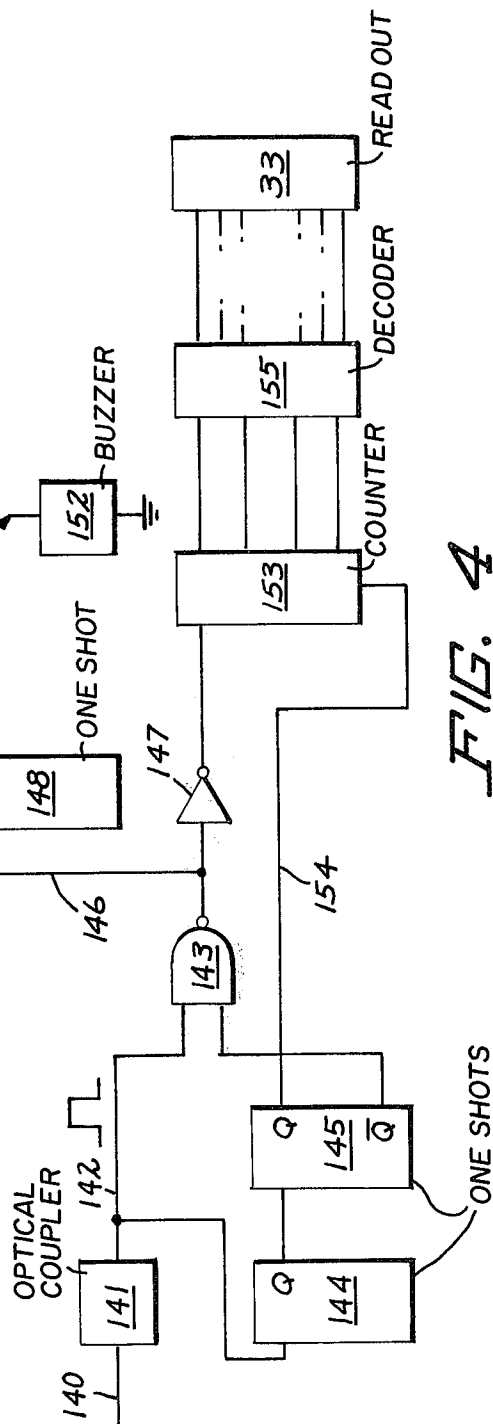 140
OPTICAL
COUPLER
141
142
144
Q
145
Q
Q̅
ONE SHOTS
143
146
147
154
148
ONE SHOT
152
BUZZER
153
COUNTER
155
DECODER
33
READ OUT
FIG. 4